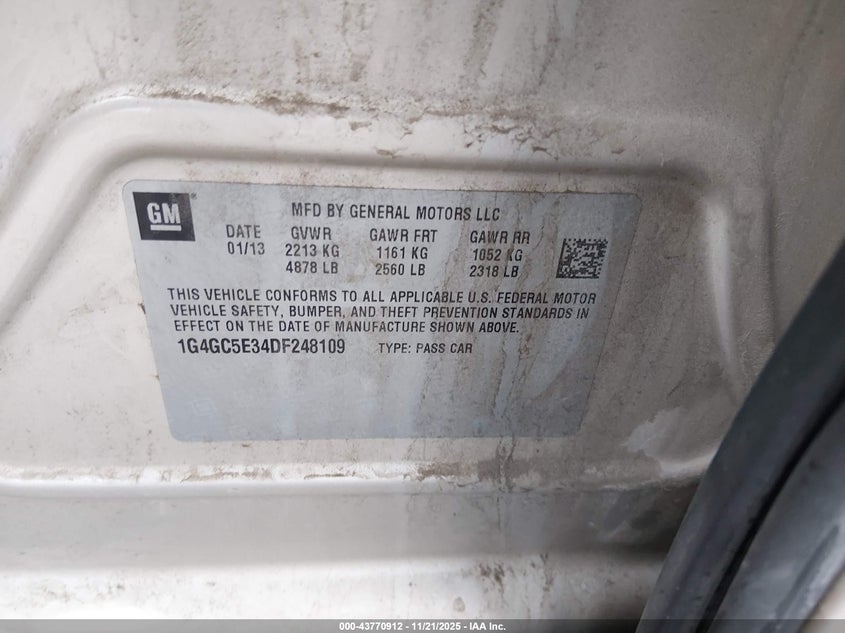 GM
MFD BY GENERAL MOTORS LLC
DATE GVWR GAWR FRT GAWR RR
01/13 2213 KG 1161 KG 1052 KG
4878 LB 2560 LB 2318 LB
THIS VEHICLE CONFORMS TO ALL APPLICABLE U.S. FEDERAL MOTOR
VEHICLE SAFETY, BUMPER, AND THEFT PREVENTION STANDARDS IN
EFFECT ON THE DATE OF MANUFACTURE SHOWN ABOVE.
1G4GC5E34DF248109 TYPE: PASS CAR
000-43770912 - 11/21/2025 - IAA Inc.